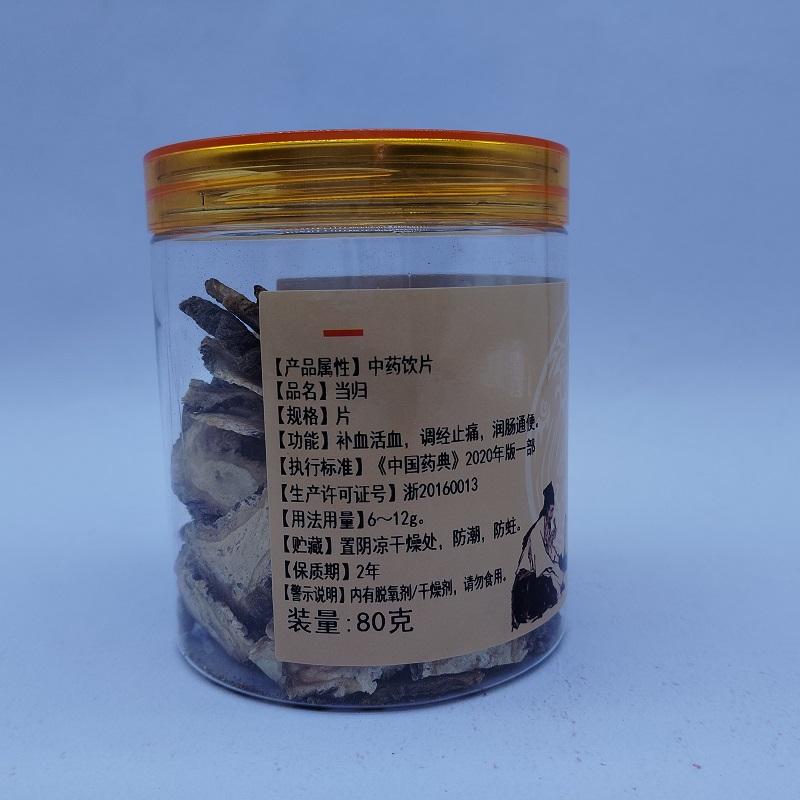 【产品属性】中药饮片
【品名】当归
【规格】片
【功能】补血活血，调经止痛，润肠通便。
【执行标准】《中国药典》2020年版一部
【生产许可证号】浙20160013
【用法用量】6～12g。
【贮藏】置阴凉干燥处，防潮，防蛀。
【保质期】2年
【警示说明】内有脱氧剂/干燥剂，请勿食用。
装量:80克